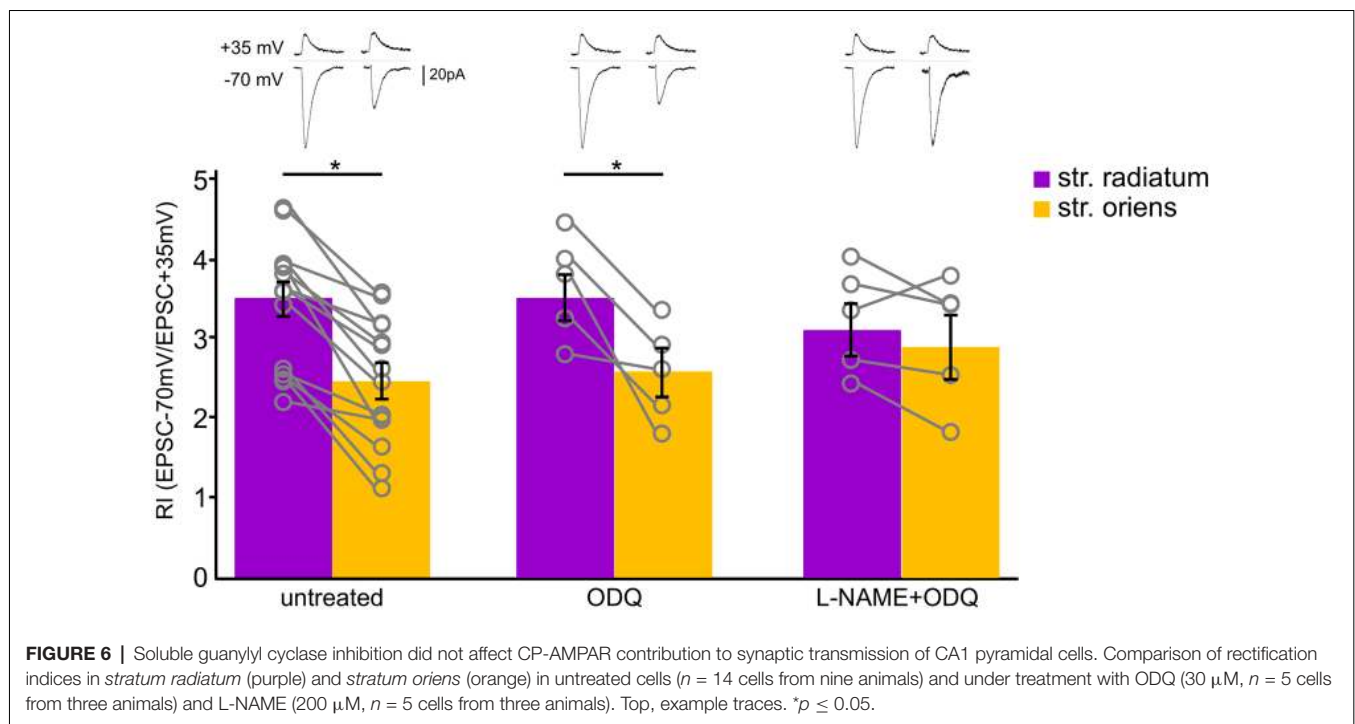 +35 mV
-70 mV
20pA
*
*
str. radiatum
str. oriens
RI (EPSC-70mV/EPSC+35mV)
5
4
3
2
1
0
untreated
ODQ
L-NAME+ODQ
FIGURE 6 | Soluble guanylyl cyclase inhibition did not affect CP-AMPAR contribution to synaptic transmission of CA1 pyramidal cells. Comparison of rectification
indices in stratum radiatum (purple) and stratum oriens (orange) in untreated cells (n = 14 cells from nine animals) and under treatment with ODQ (30 μM, n = 5 cells
from three animals) and L-NAME (200 μM, n = 5 cells from three animals). Top, example traces. *p ≤ 0.05.